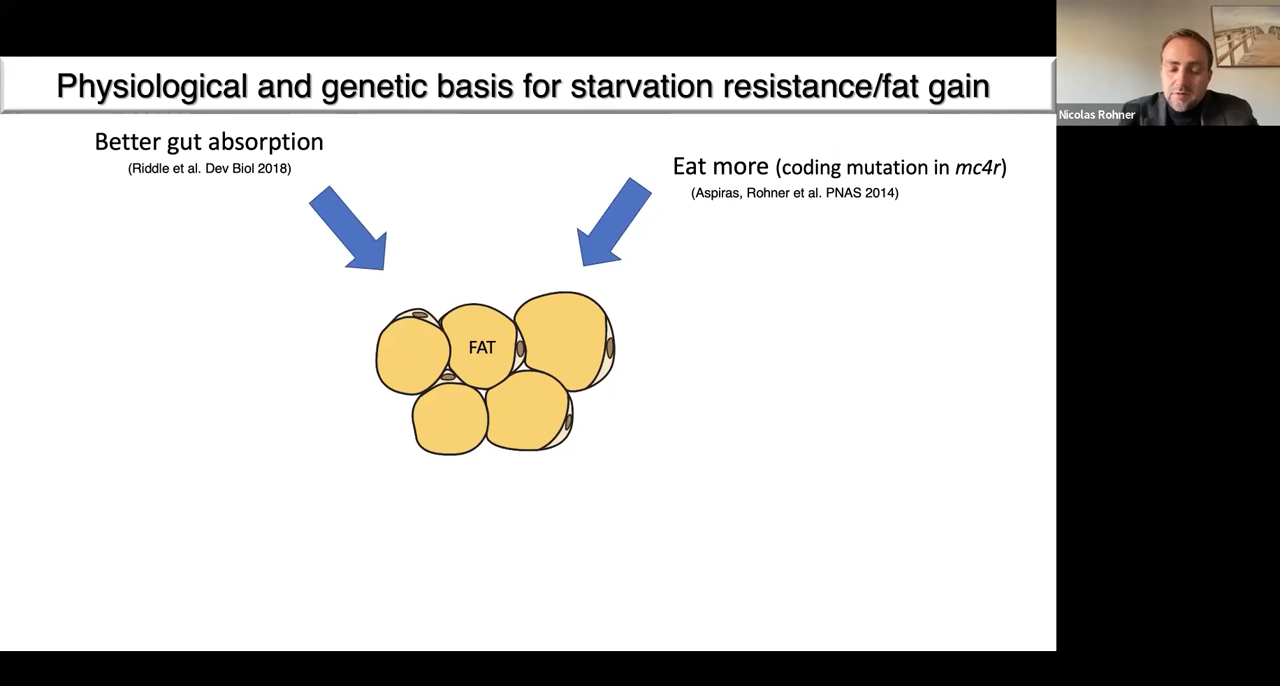 Physiological and genetic basis for starvation resistance/fat gain
Better gut absorption
(Riddle et al. Dev Biol 2018)
Eat more (coding mutation in mc4r)
(Aspiras, Rohner et al. PNAS 2014)
FAT
Nicolas Rohner